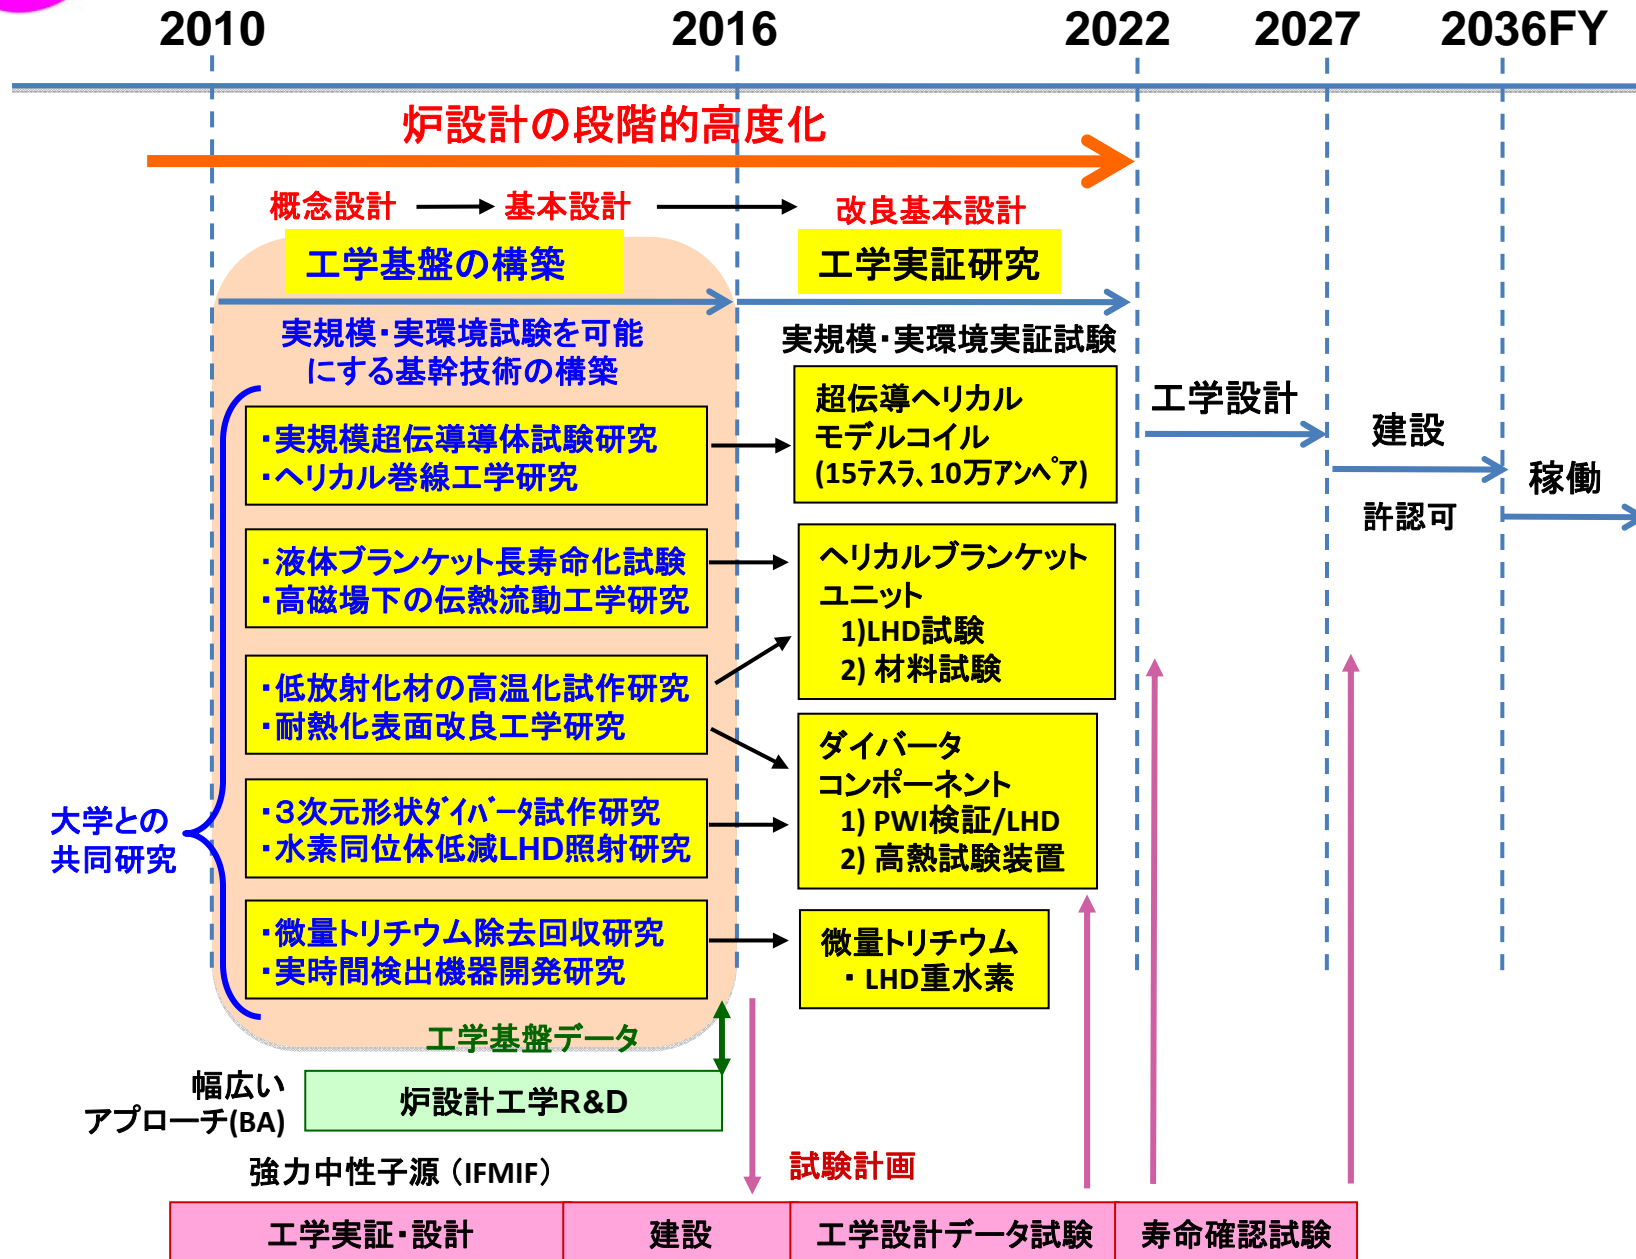 2010 2016 2022 2027 2036FY
炉設計の段階的高度化
概念設計 基本設計 改良基本設計
工学基盤の構築
工学実証研究
実規模・実環境試験を可能
にする基幹技術の構築
実規模・実環境実証試験
・実規模超伝導導体試験研究
・ヘリカル巻線工学研究
超伝導ヘリカル
モデルコイル
(15ﾃｽﾗ、10万ｱﾝﾍﾟｱ)
工学設計
建設
許認可
稼働
・液体ブランケット長寿命化試験
・高磁場下の伝熱流動工学研究
ヘリカルブランケット
ユニット
1)LHD試験
2) 材料試験
・低放射化材の高温化試作研究
・耐熱化表面改良工学研究
ダイバータ
コンポーネント
1) PWI検証/LHD
2) 高熱試験装置
・３次元形状ﾀﾞｲﾊﾞｰﾀ試作研究
・水素同位体低減LHD照射研究
大学との
共同研究
・微量トリチウム除去回収研究
・実時間検出機器開発研究
微量トリチウム
・LHD重水素
工学基盤データ
幅広い
アプローチ(BA)
炉設計工学R&D
強力中性子源（IFMIF）
試験計画
工学実証・設計 建設 工学設計データ試験 寿命確認試験